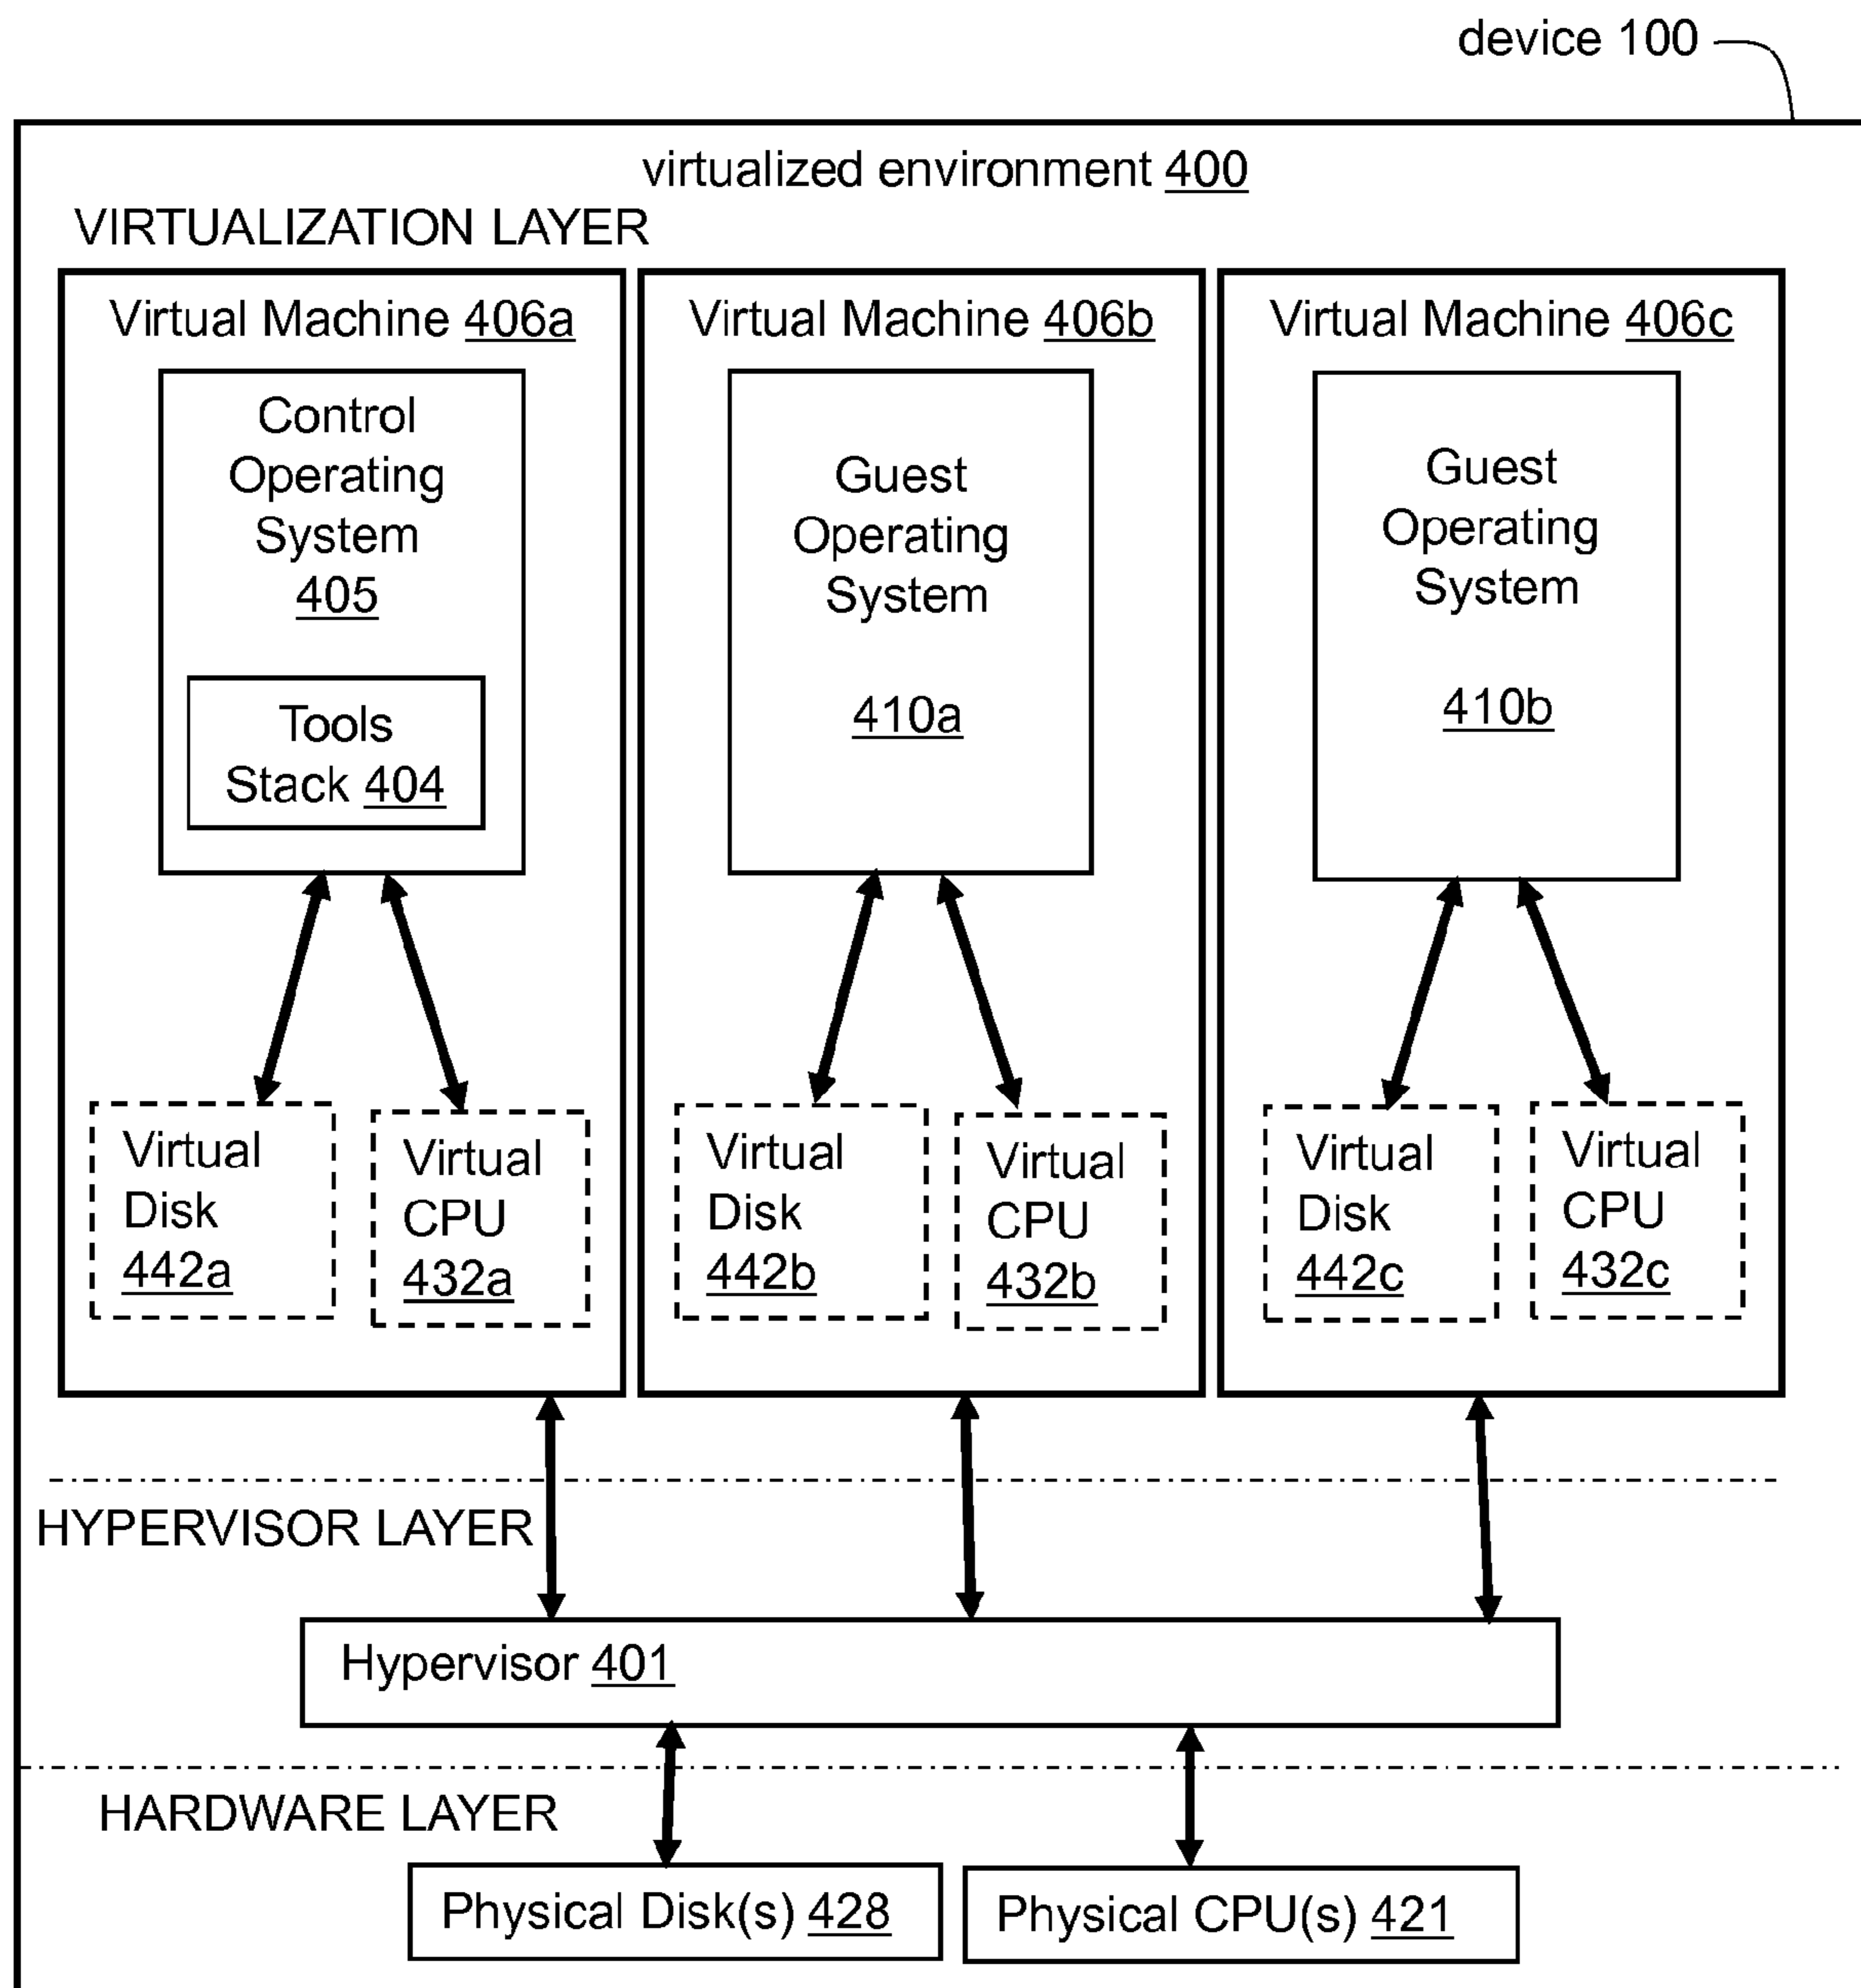 device 100
virtualized environment 400
VIRTUALIZATION LAYER
Virtual Machine 406a
Control
Operating
System
405
Tools
Stack 404
Virtual
Disk
442a
Virtual
CPU
432a
Virtual Machine 406b
Guest
Operating
System
410a
Virtual
Disk
442b
Virtual
CPU
432b
Virtual Machine 406c
Guest
Operating
System
410b
Virtual
Disk
442c
Virtual
CPU
432c
HYPERVISOR LAYER
Hypervisor 401
HARDWARE LAYER
Physical Disk(s) 428
Physical CPU(s) 421